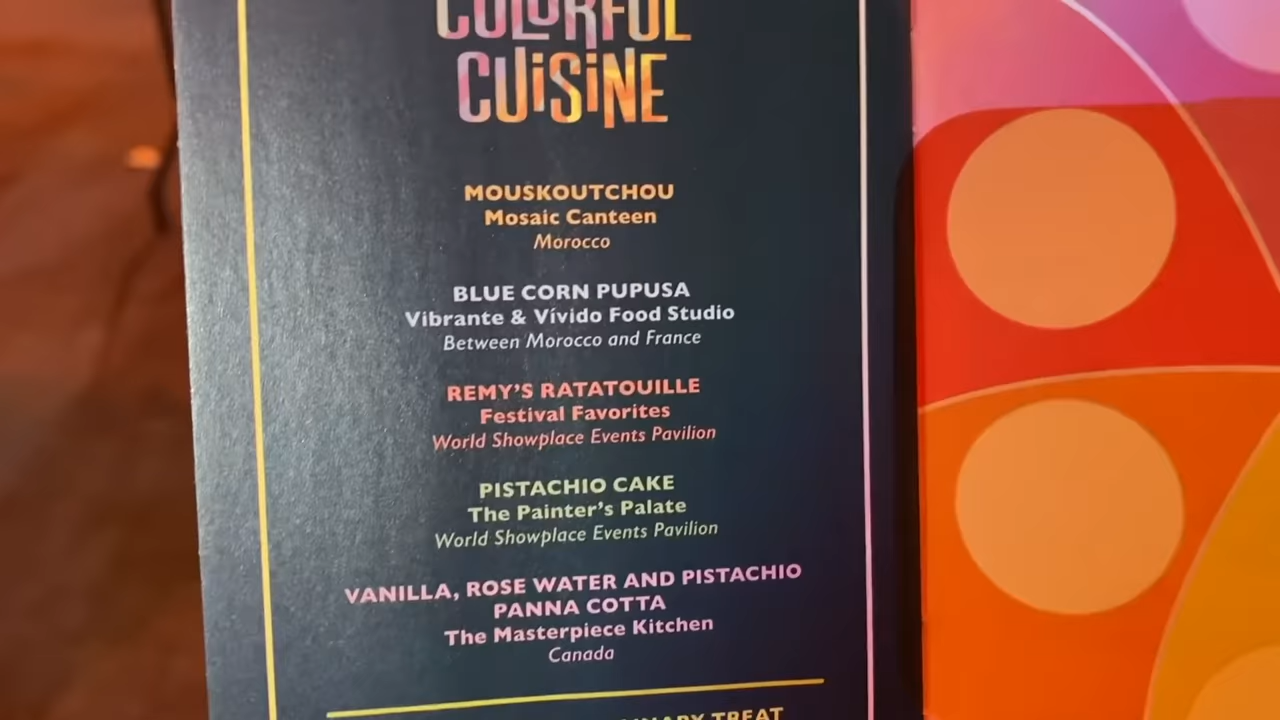 COLORFUL
CUISINE
MOUSKOUTCHOU
Mosaic Canteen
Morocco
BLUE CORN PUPUSA
Vibrante & Vívido Food Studio
Between Morocco and France
REMY'S RATATOUILLE
Festival Favorites
World Showplace Events Pavilion
PISTACHIO CAKE
The Painter's Palate
World Showplace Events Pavilion
VANILLA, ROSE WATER AND PISTACHIO
PANNA COTTA
The Masterpiece Kitchen
Canada
TREAT